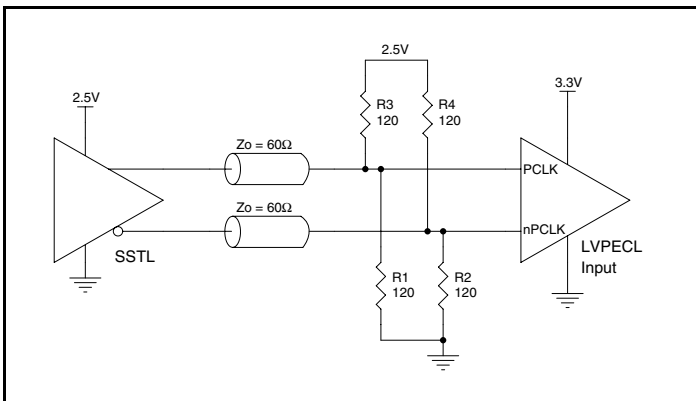 2.5V
2.5V
3.3V
R3
120
R4
120
Zo = 60Ω
PCLK
Zo = 60Ω
nPCLK
SSTL
LVPECL
Input
R1
120
R2
120